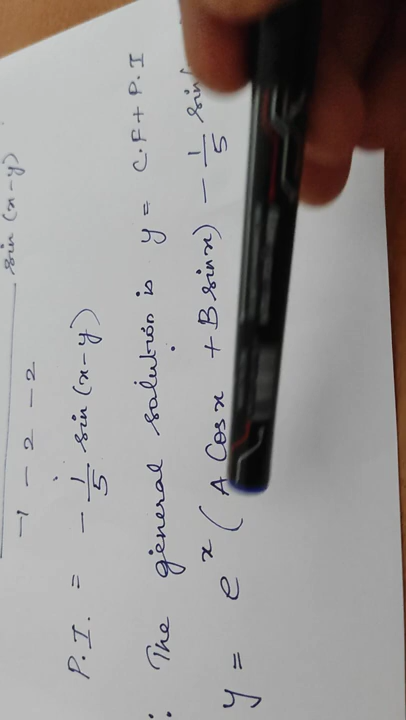 sin (x-y)
-1 - 2 - 2
P.I. = - 1/5 sin (x-y)
∴ The general solution is y = C.F + P.I
y = e^x ( A Cos x + B sin x) - 1/5 sin